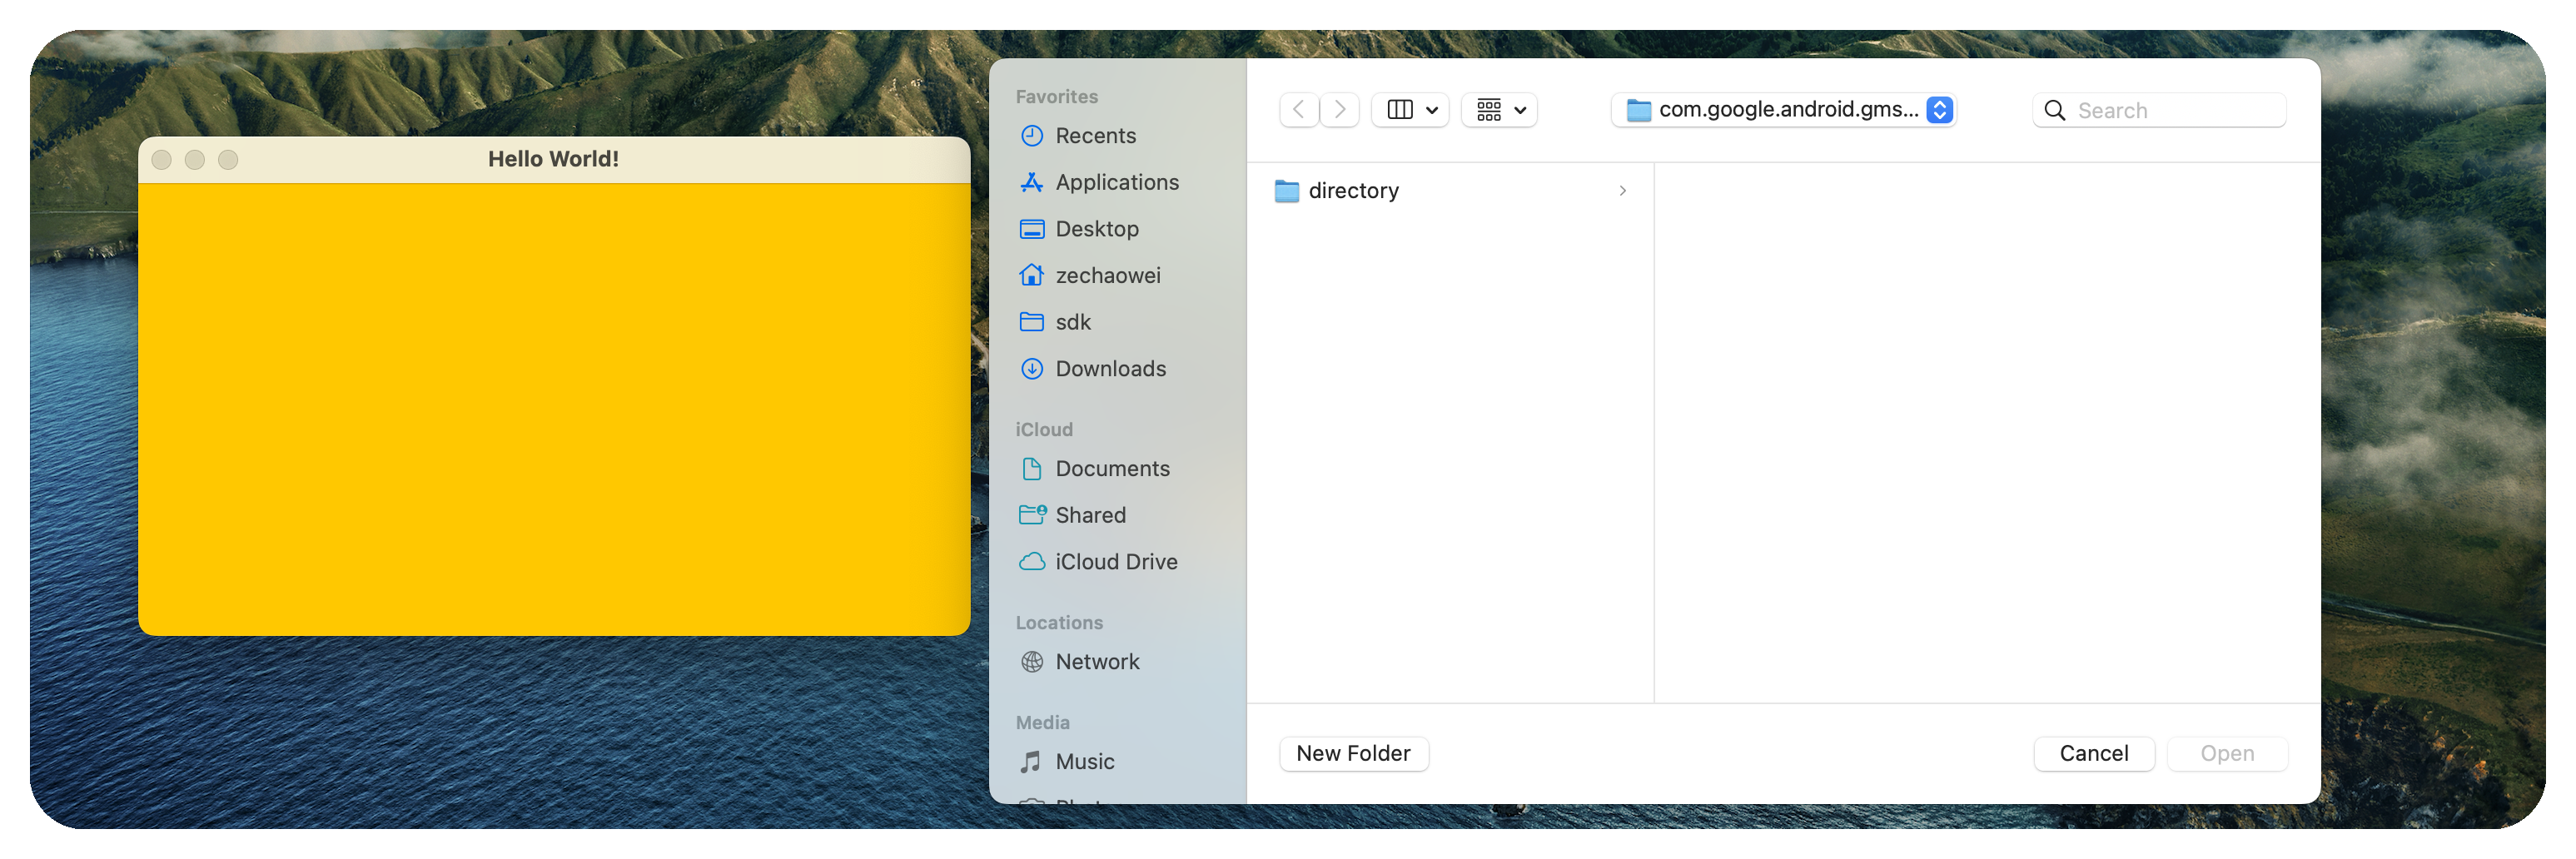 Hello World!
Favorites
Recents
Applications
Desktop
zechaowei
sdk
Downloads
iCloud
Documents
Shared
iCloud Drive
Locations
Network
Media
Music
com.google.android.gms...
Search
directory
New Folder
Cancel
Open